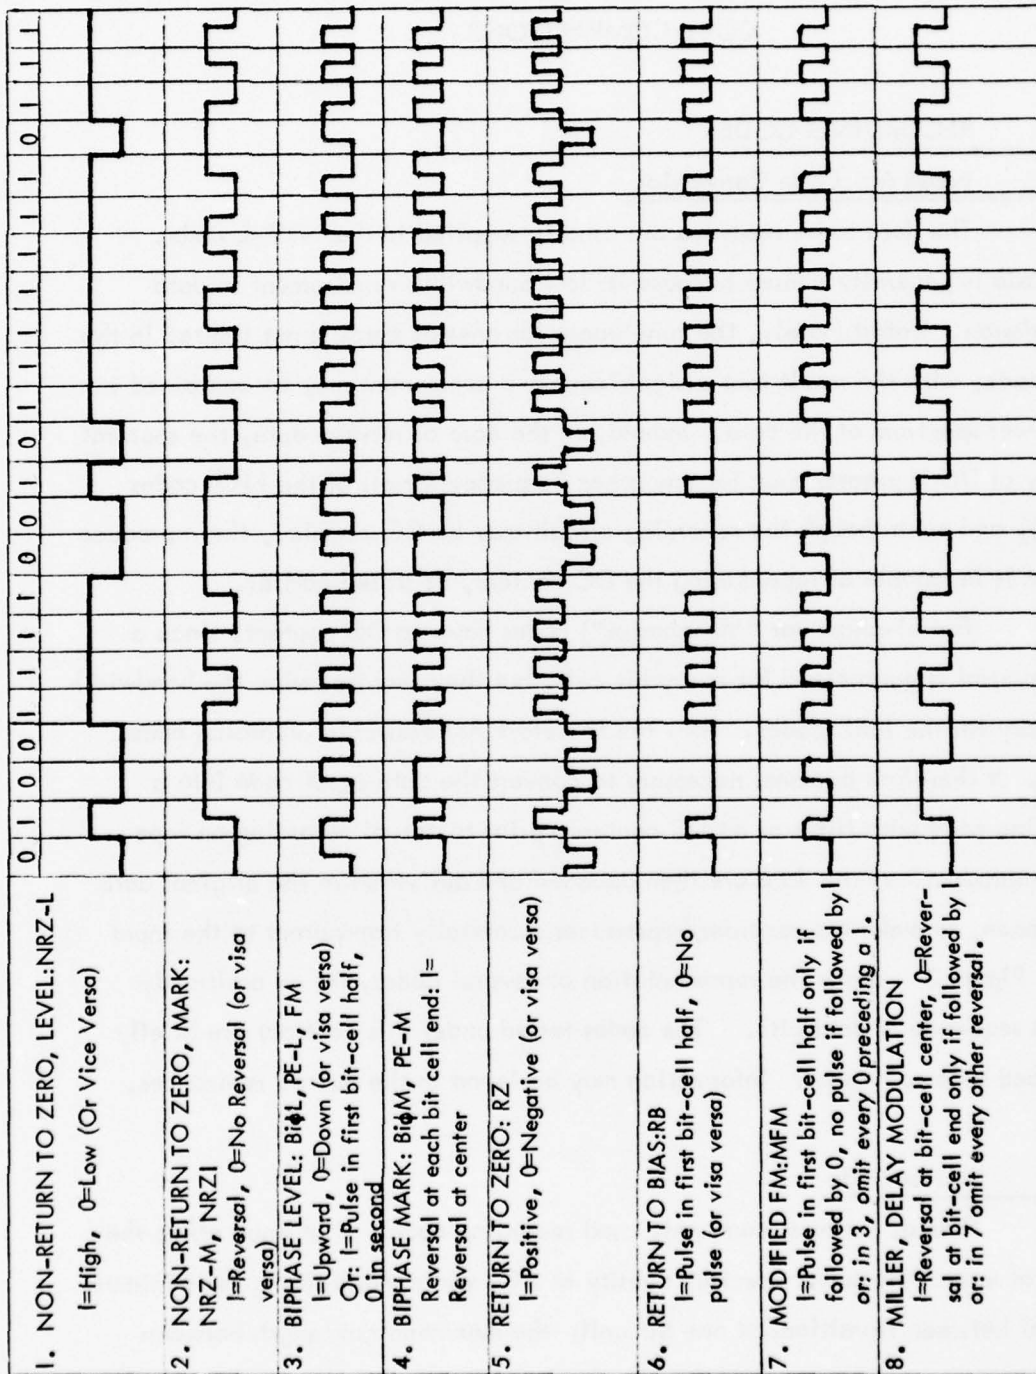 0 1 0 0 1 1 1 1 0 0 1 0 1 1 1 1 1 1 1 0 1 1 1
1. NON-RETURN TO ZERO, LEVEL:NRZ-L
1=High, 0=Low (Or Vice Versa)
2. NON-RETURN TO ZERO, MARK:
NRZ-M, NRZI
1=Reversal, 0=No Reversal (or visa
versa)
3. BIPHASE LEVEL: BiφL,PE-L, FM
1=Upward, 0=Down (or visa versa)
Or: 1=Pulse in first bit-cell half,
0 in second
4. BIPHASE MARK: BiφM,PE-M
Reversal at each bit cell end:1=
Reversal at center
5. RETURN TO ZERO: RZ
1=Positive, 0=Negative (or visa versa)
6. RETURN TO BIAS:RB
1=Pulse in first bit-cell half, 0=No
pulse (or visa versa)
7. MODIFIED FM:MFM
1=Pulse in first bit-cell half only if
followed by 0, no pulse if followed by 1
or: in 3, omit every 0 preceding a 1.
8. MILLER, DELAY MODULATION
1=Reversal at bit-cell center, 0=Rever-
sal at bit-cell end only if followed by 1
or: in 7 omit every other reversal.